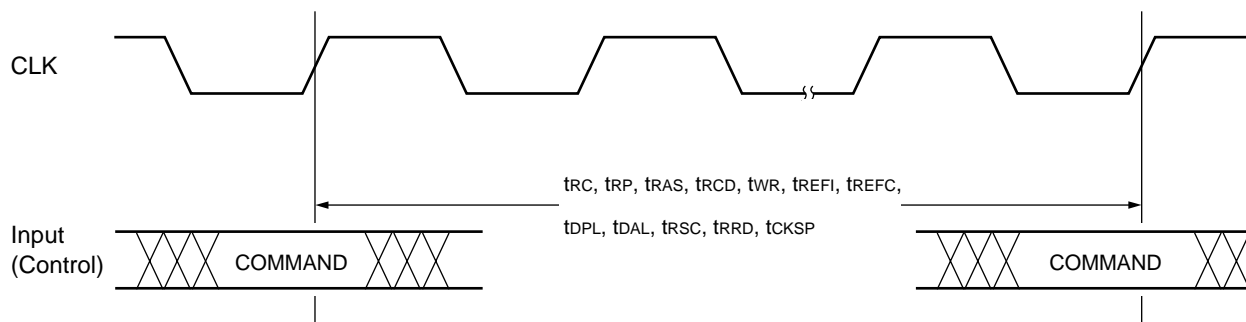 CLK
tRC, tRP, tRAS, tRCD, tWR, tREFI, tREFC,
tDPL, tDAL, tRSC, tRRD, tCKSP
Input
(Control)
COMMAND
COMMAND